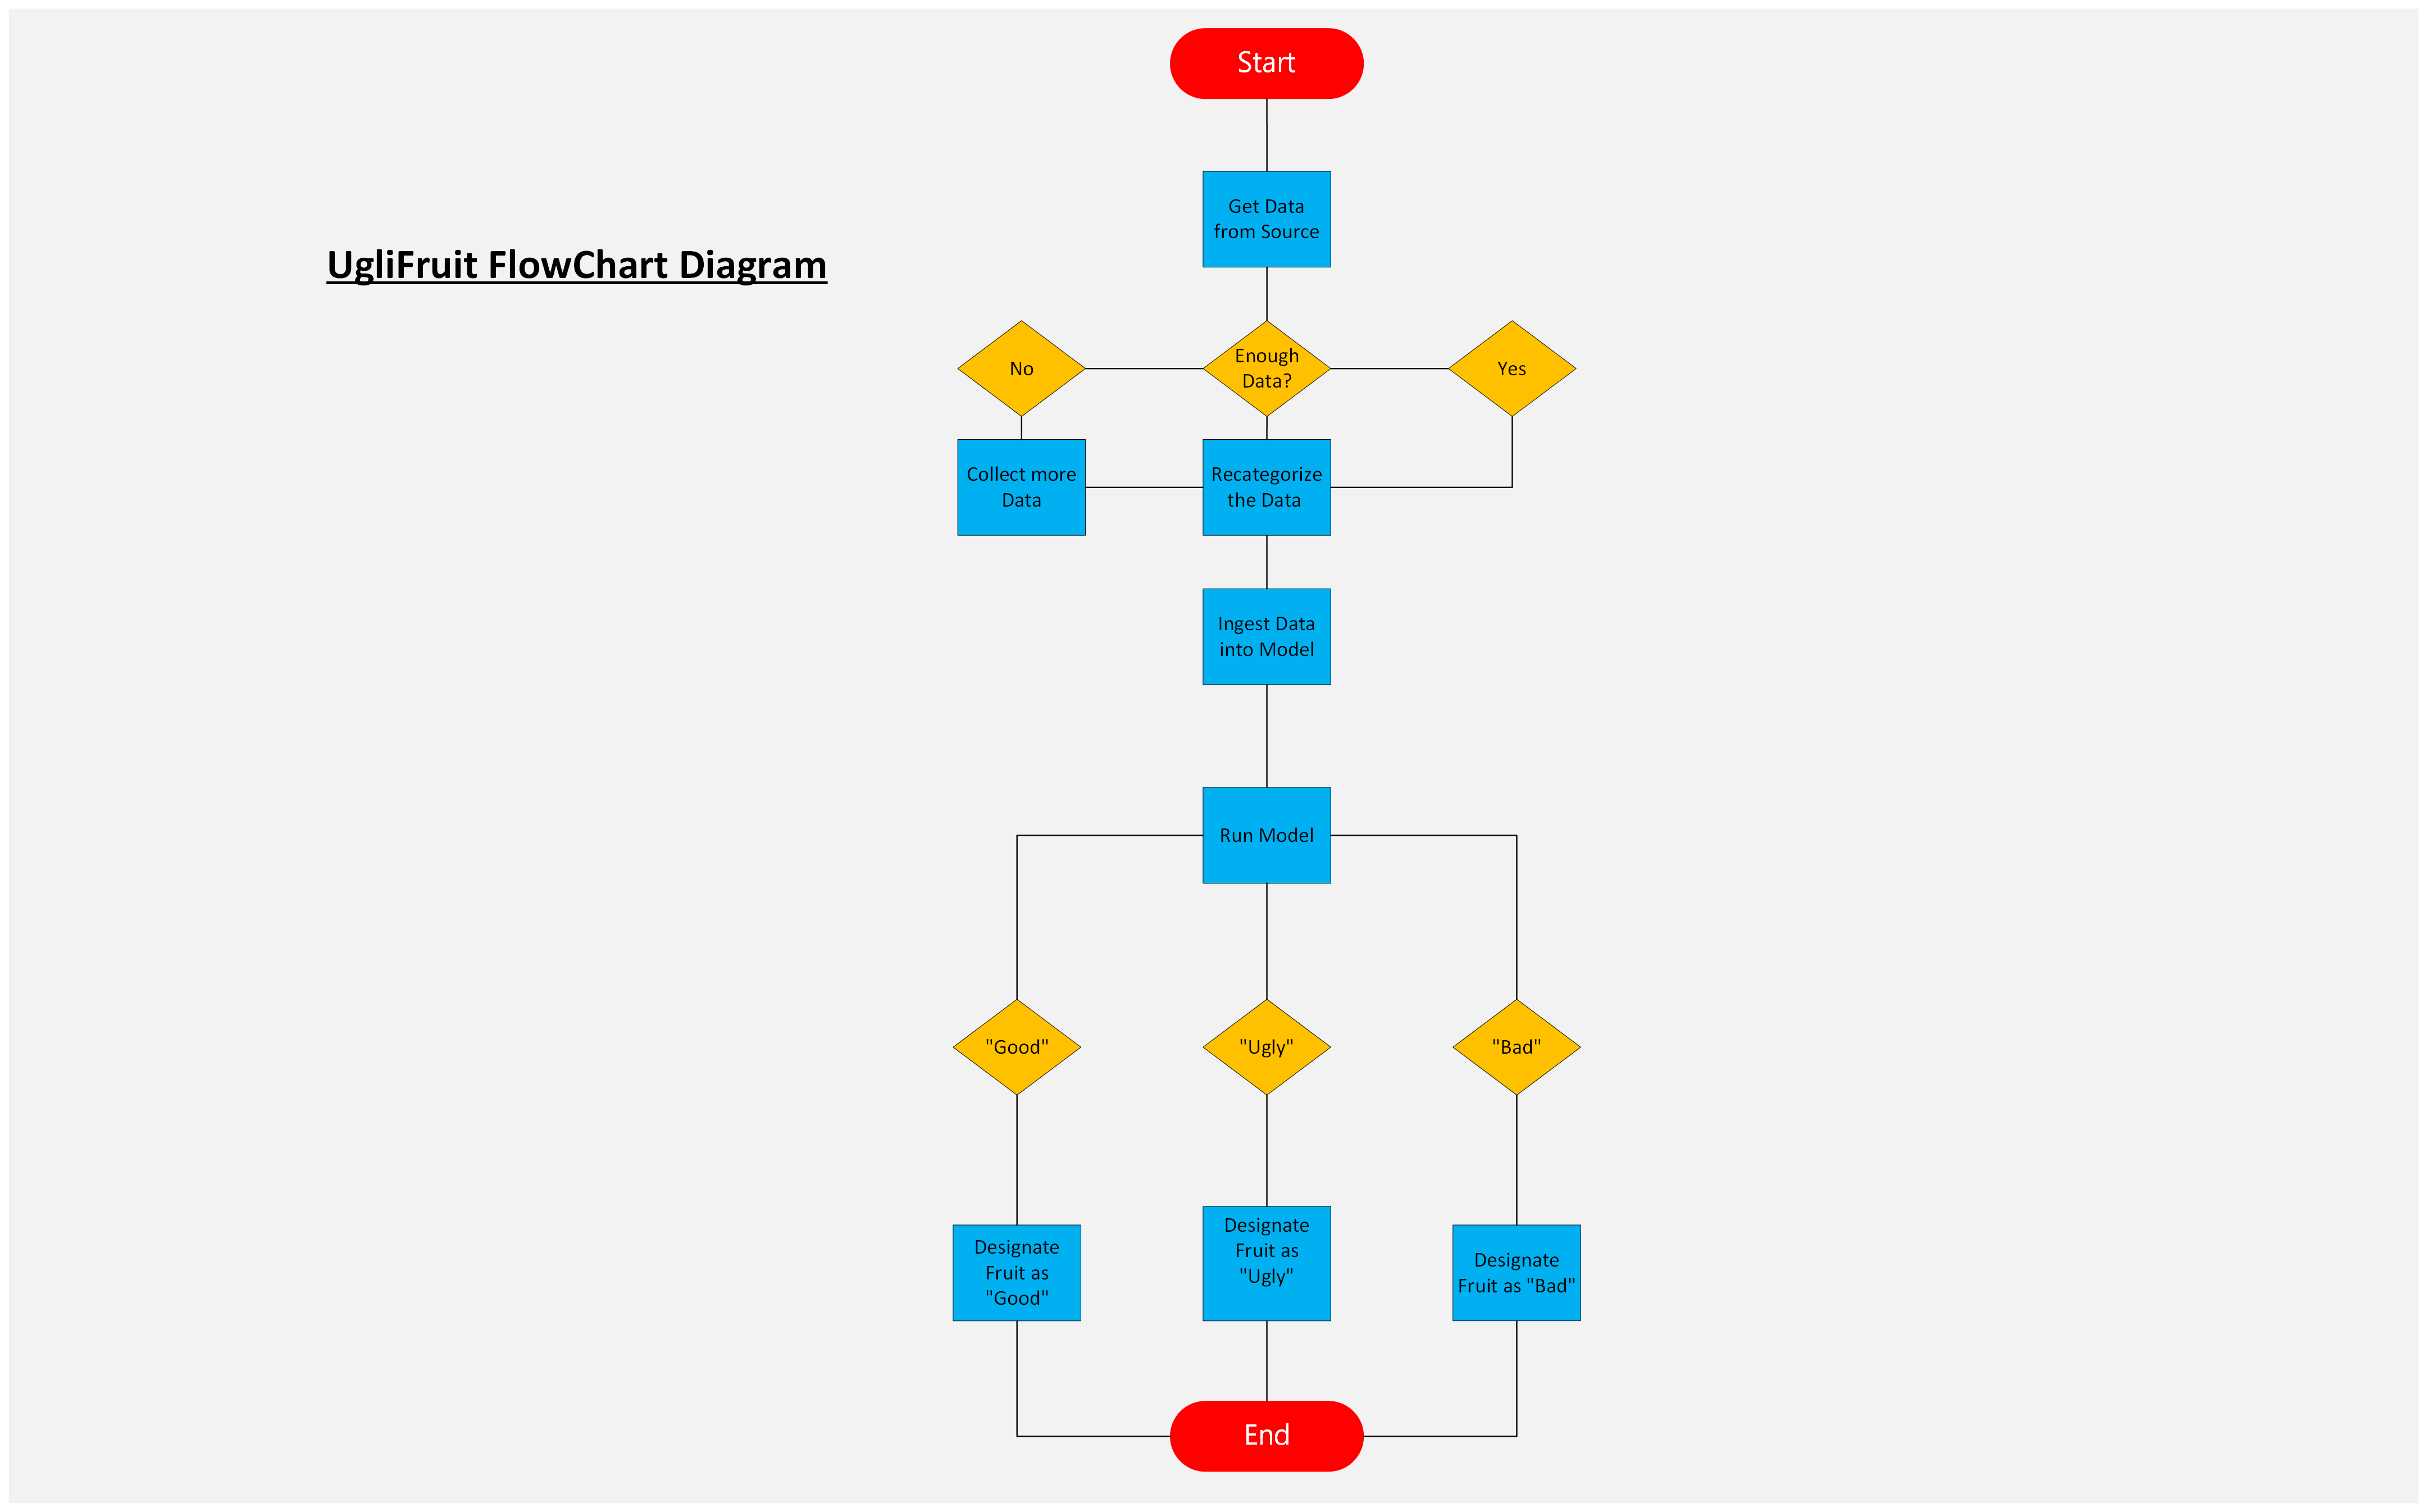 Start
Get Data
from Source
UgliFruit FlowChart Diagram
No
Enough
Data?
Yes
Collect more
Data
Recategorize
the Data
Ingest Data
into Model
Run Model
"Good"
"Ugly"
"Bad"
Designate
Fruit as
"Good"
Designate
Fruit as
"Ugly"
Designate
Fruit as "Bad"
End